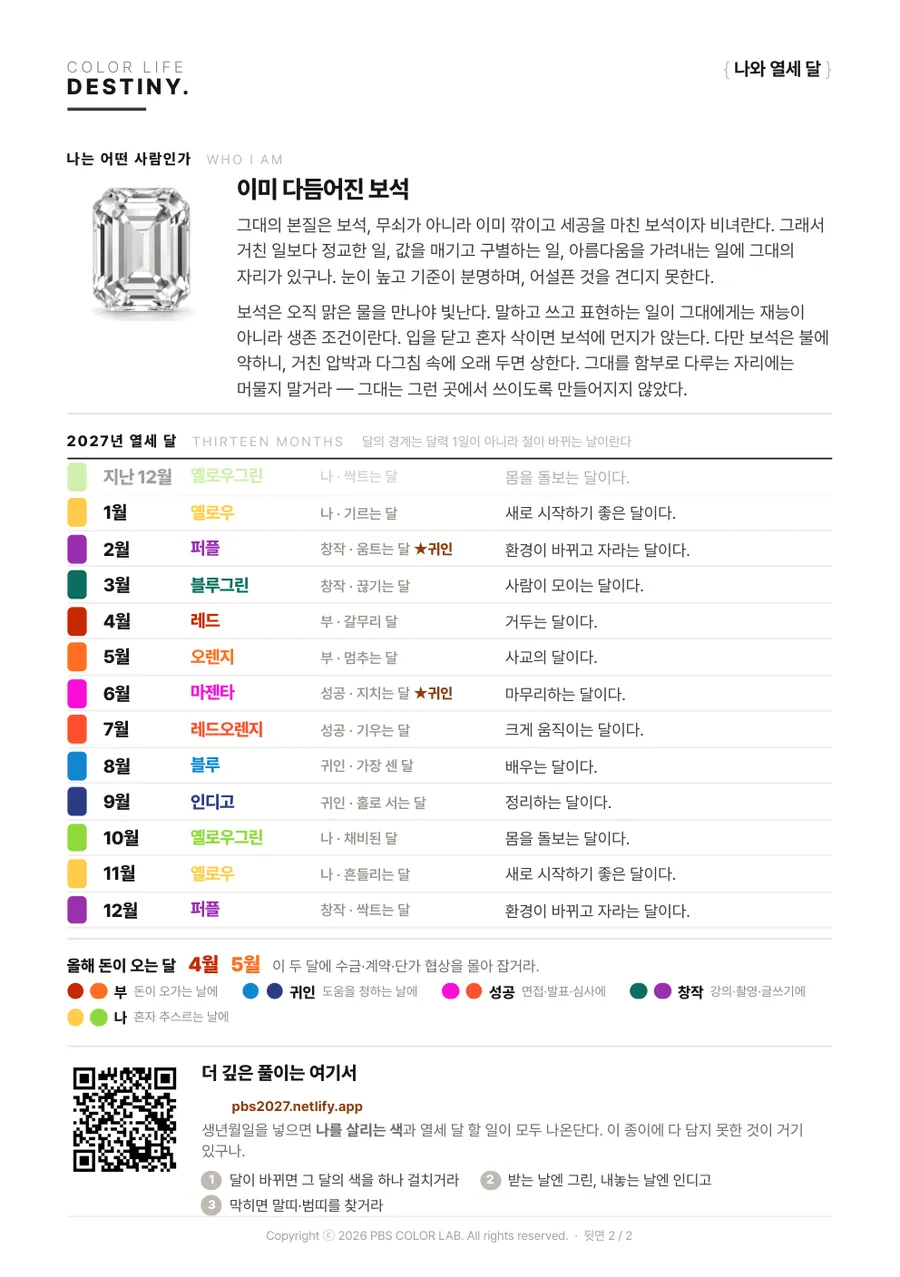 COLOR LIFE
DESTINY.
{ 나와 열세 달 }
나는 어떤 사람인가 WHO I AM
이미 다듬어진 보석
그대의 본질은 보석, 무쇠가 아니라 이미 깎이고 세공을 마친 보석이자 비녀란다. 그래서
거친 일보다 정교한 일, 값을 매기고 구별하는 일, 아름다움을 가려내는 일에 그대의
자리가 있구나. 눈이 높고 기준이 분명하며, 어설픈 것을 견디지 못한다.
보석은 오직 맑은 물을 만나야 빛난다. 말하고 쓰고 표현하는 일이 그대에게는 재능이
아니라 생존 조건이란다. 입을 닫고 혼자 삭이면 보석에 먼지가 앉는다. 다만 보석은 불에
약하니, 거친 압박과 다그침 속에 오래 두면 상한다. 그대를 함부로 다루는 자리에는
머물지 말거라 — 그대는 그런 곳에서 쓰이도록 만들어지지 않았다.
2027년 열세 달 THIRTEEN MONTHS 달의 경계는 달력 1일이 아니라 철이 바뀌는 날이란다
지난 12월 옐로우그린 나 · 싹트는 달 몸을 돌보는 달이다.
1월 옐로우 나 · 기르는 달 새로 시작하기 좋은 달이다.
2월 퍼플 창작 · 움트는 달 ★귀인 환경이 바뀌고 자라는 달이다.
3월 블루그린 창작 · 끊기는 달 사람이 모이는 달이다.
4월 레드 부 · 갈무리 달 거두는 달이다.
5월 오렌지 부 · 멈추는 달 사교의 달이다.
6월 마젠타 성공 · 지치는 달 ★귀인 마무리하는 달이다.
7월 레드오렌지 성공 · 기우는 달 크게 움직이는 달이다.
8월 블루 귀인 · 가장 센 달 배우는 달이다.
9월 인디고 귀인 · 홀로 서는 달 정리하는 달이다.
10월 옐로우그린 나 · 채비된 달 몸을 돌보는 달이다.
11월 옐로우 나 · 흔들리는 달 새로 시작하기 좋은 달이다.
12월 퍼플 창작 · 싹트는 달 환경이 바뀌고 자라는 달이다.
올해 돈이 오는 달 4월 5월 이 두 달에 수금·계약·단가 협상을 몰아 잡거라.
부 돈이 오가는 날에 귀인 도움을 청하는 날에 성공 면접·발표·심사에 창작 강의·촬영·글쓰기에
나 혼자 추스르는 날에
더 깊은 풀이는 여기서
pbs2027.netlify.app
생년월일을 넣으면 나를 살리는 색과 열세 달 할 일이 모두 나온단다. 이 종이에 다 담지 못한 것이 거기
있구나.
1 달이 바뀌면 그 달의 색을 하나 걸치거라 2 받는 날엔 그린, 내놓는 날엔 인디고
3 막히면 말띠·범띠를 찾거라
Copyright ⓒ 2026 PBS COLOR LAB. All rights reserved. · 뒷면 2 / 2